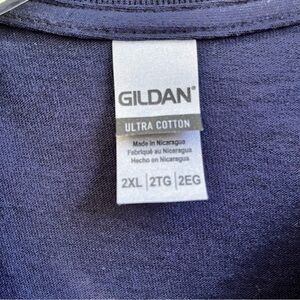 GILDAN®
ULTRA COTTON
Made in Nicaragua
Fabriqué au Nicaragua
Hecho en Nicaragua
2XL | 2TG | 2EG